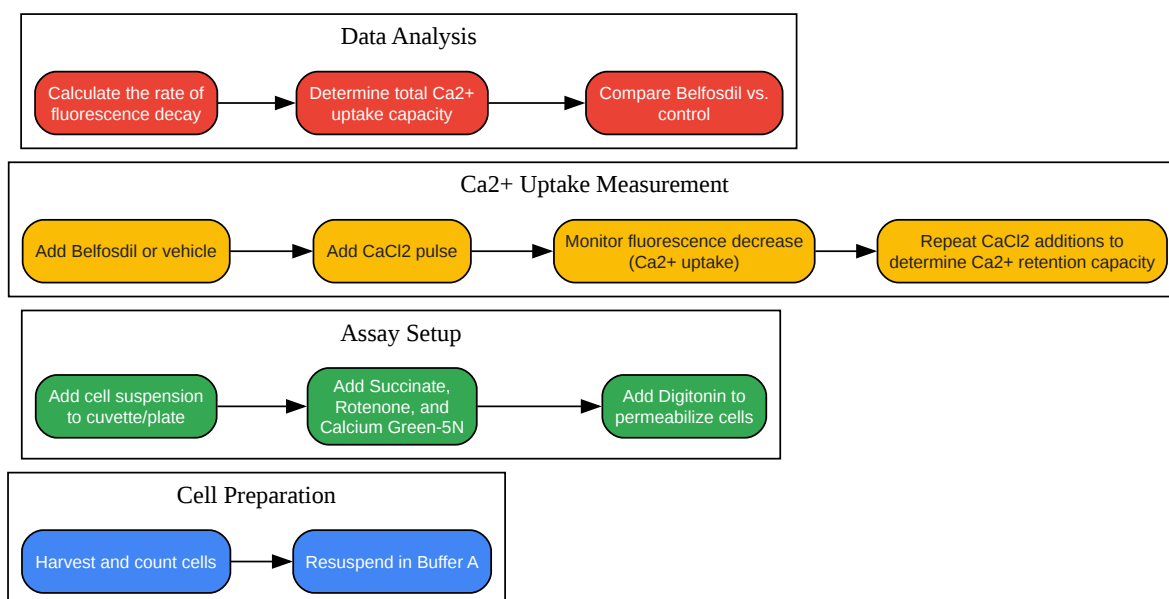 Data Analysis
Calculate the rate of
fluorescence decay
Determine total Ca2+
uptake capacity
Compare Belfosdil vs.
control
Ca2+ Uptake Measurement
Add Belfosdil or vehicle
Add CaCl2 pulse
Monitor fluorescence decrease
(Ca2+ uptake)
Repeat CaCl2 additions to
determine Ca2+ retention capacity
Assay Setup
Add cell suspension
to cuvette/plate
Add Succinate,
Rotenone, and
Calcium Green-5N
Add Digitonin to
permeabilize cells
Cell Preparation
Harvest and count cells
Resuspend in Buffer A